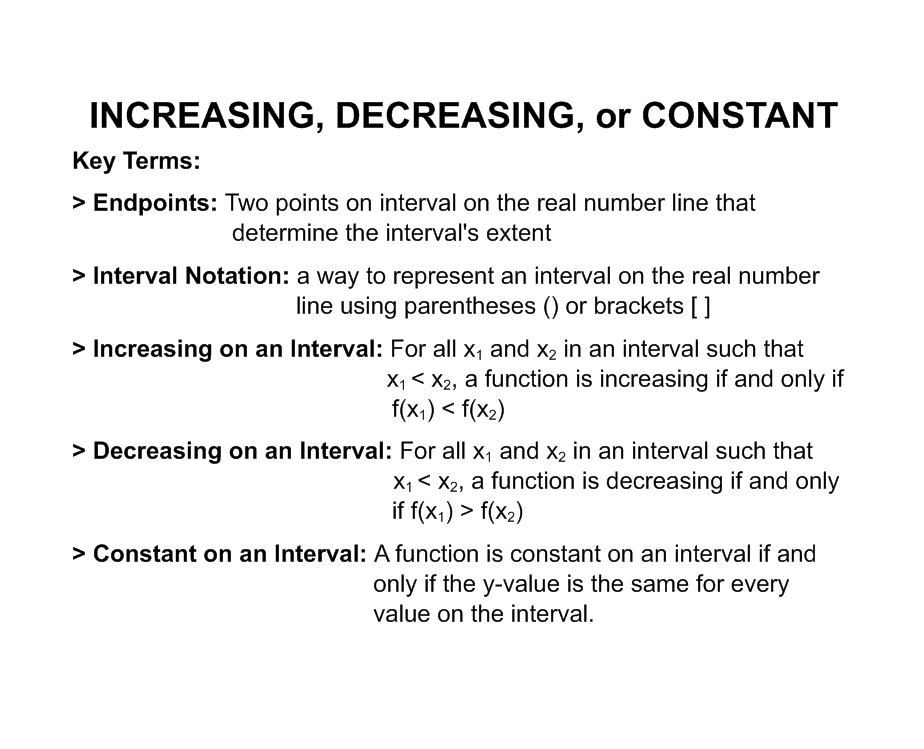 INCREASING, DECREASING, or CONSTANT
Key Terms:
> Endpoints: Two points on interval on the real number line that
determine the interval's extent
> Interval Notation: a way to represent an interval on the real number
line using parentheses () or brackets [ ]
> Increasing on an Interval: For all x₁ and x₂ in an interval such that
x₁ < x₂, a function is increasing if and only if
f(x₁) < f(x₂)
> Decreasing on an Interval: For all x₁ and x₂ in an interval such that
x₁ < x₂, a function is decreasing if and only
if f(x₁) > f(x₂)
> Constant on an Interval: A function is constant on an interval if and
only if the y-value is the same for every
value on the interval.